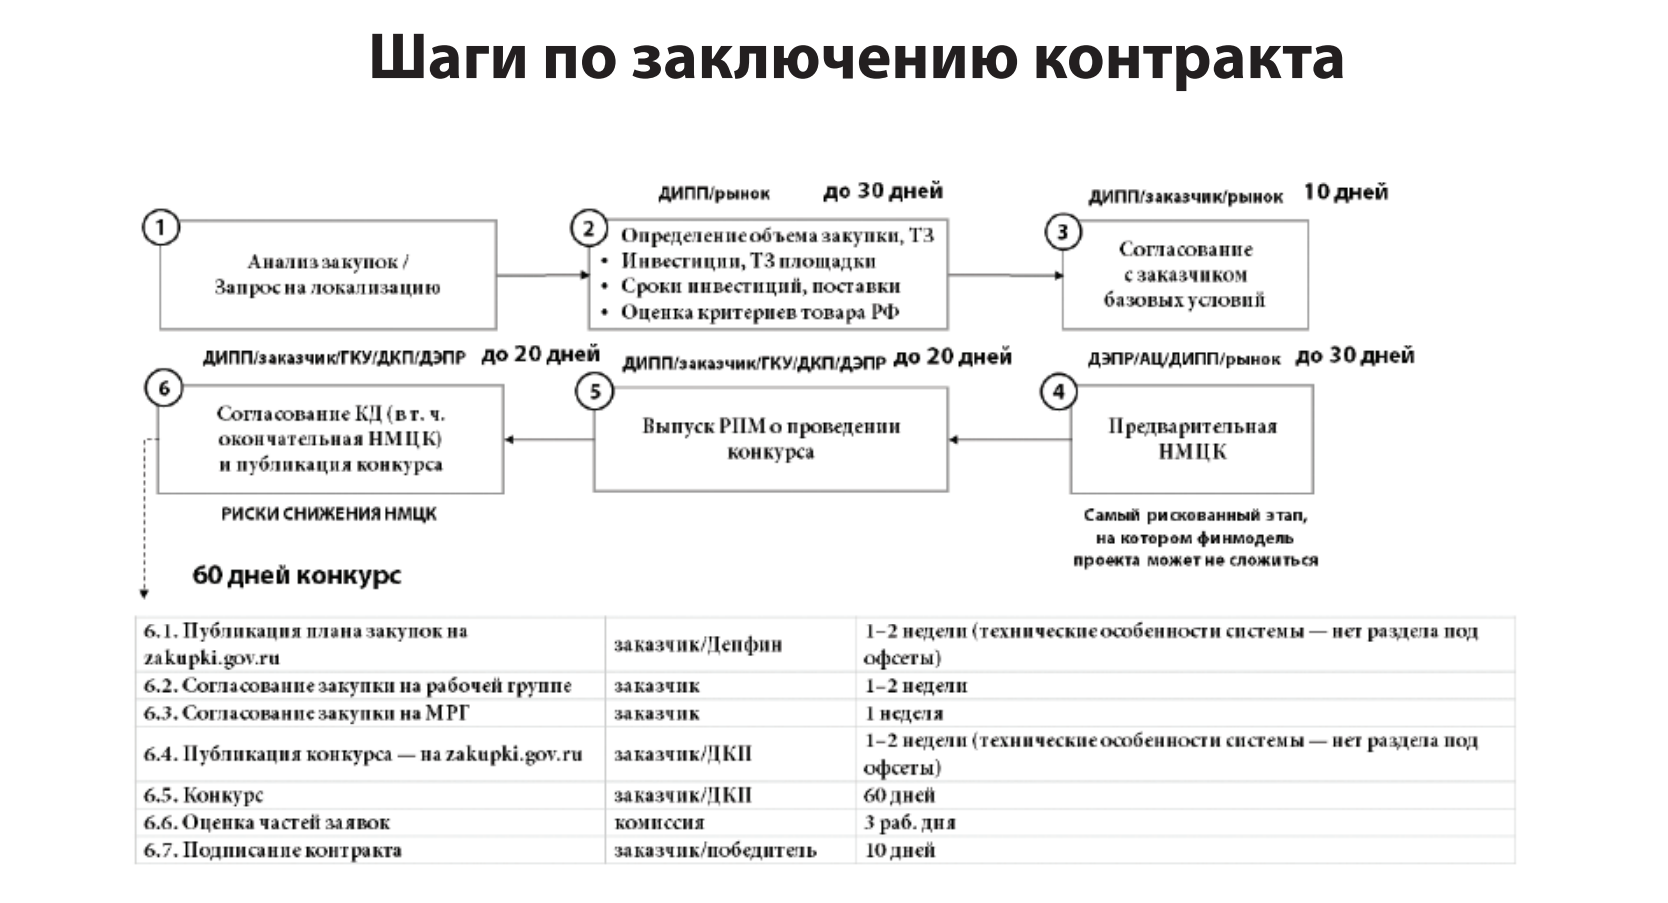 Шаги по заключению контракта
1
Анализ закупок /
Запрос на локализацию
ДИПП/рынок до 30 дней
2
Определение объема закупки, ТЗ
• Инвестиции, ТЗ площадки
• Сроки инвестиций, поставки
• Оценка критериев товара РФ
ДИПП/заказчик/рынок 10 дней
3
Согласование
с заказчиком
базовых условий
ДЭПР/АЦ/ДИПП/рынок до 30 дней
4
Предварительная
НМЦК
Самый рискованный этап,
на котором финмодель
проекта может не сложиться
ДИПП/заказчик/ГКУ/ДКП/ДЭПР до 20 дней
5
Выпуск РПМ о проведении
конкурса
ДИПП/заказчик/ГКУ/ДКП/ДЭПР до 20 дней
6
Согласование КД (в т. ч.
окончательная НМЦК)
и публикация конкурса
РИСКИ СНИЖЕНИЯ НМЦК
60 дней конкурс
6.1. Публикация плана закупок на
zakupki.gov.ru
заказчик/Депфин
1–2 недели (технические особенности системы — нет раздела под
офсеты)
6.2. Согласование закупки на рабочей группе
заказчик
1–2 недели
6.3. Согласование закупки на МРГ
заказчик
1 неделя
6.4. Публикация конкурса — на zakupki.gov.ru
заказчик/ДКП
1–2 недели (технические особенности системы — нет раздела под
офсеты)
6.5. Конкурс
заказчик/ДКП
60 дней
6.6. Оценка частей заявок
комиссия
3 раб. дня
6.7. Подписание контракта
заказчик/победитель
10 дней